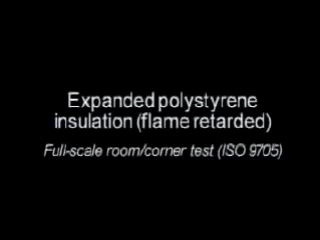 Expanded polystyrene
insulation (flame retarded)
Full-scale room/corner test (ISO 9705)